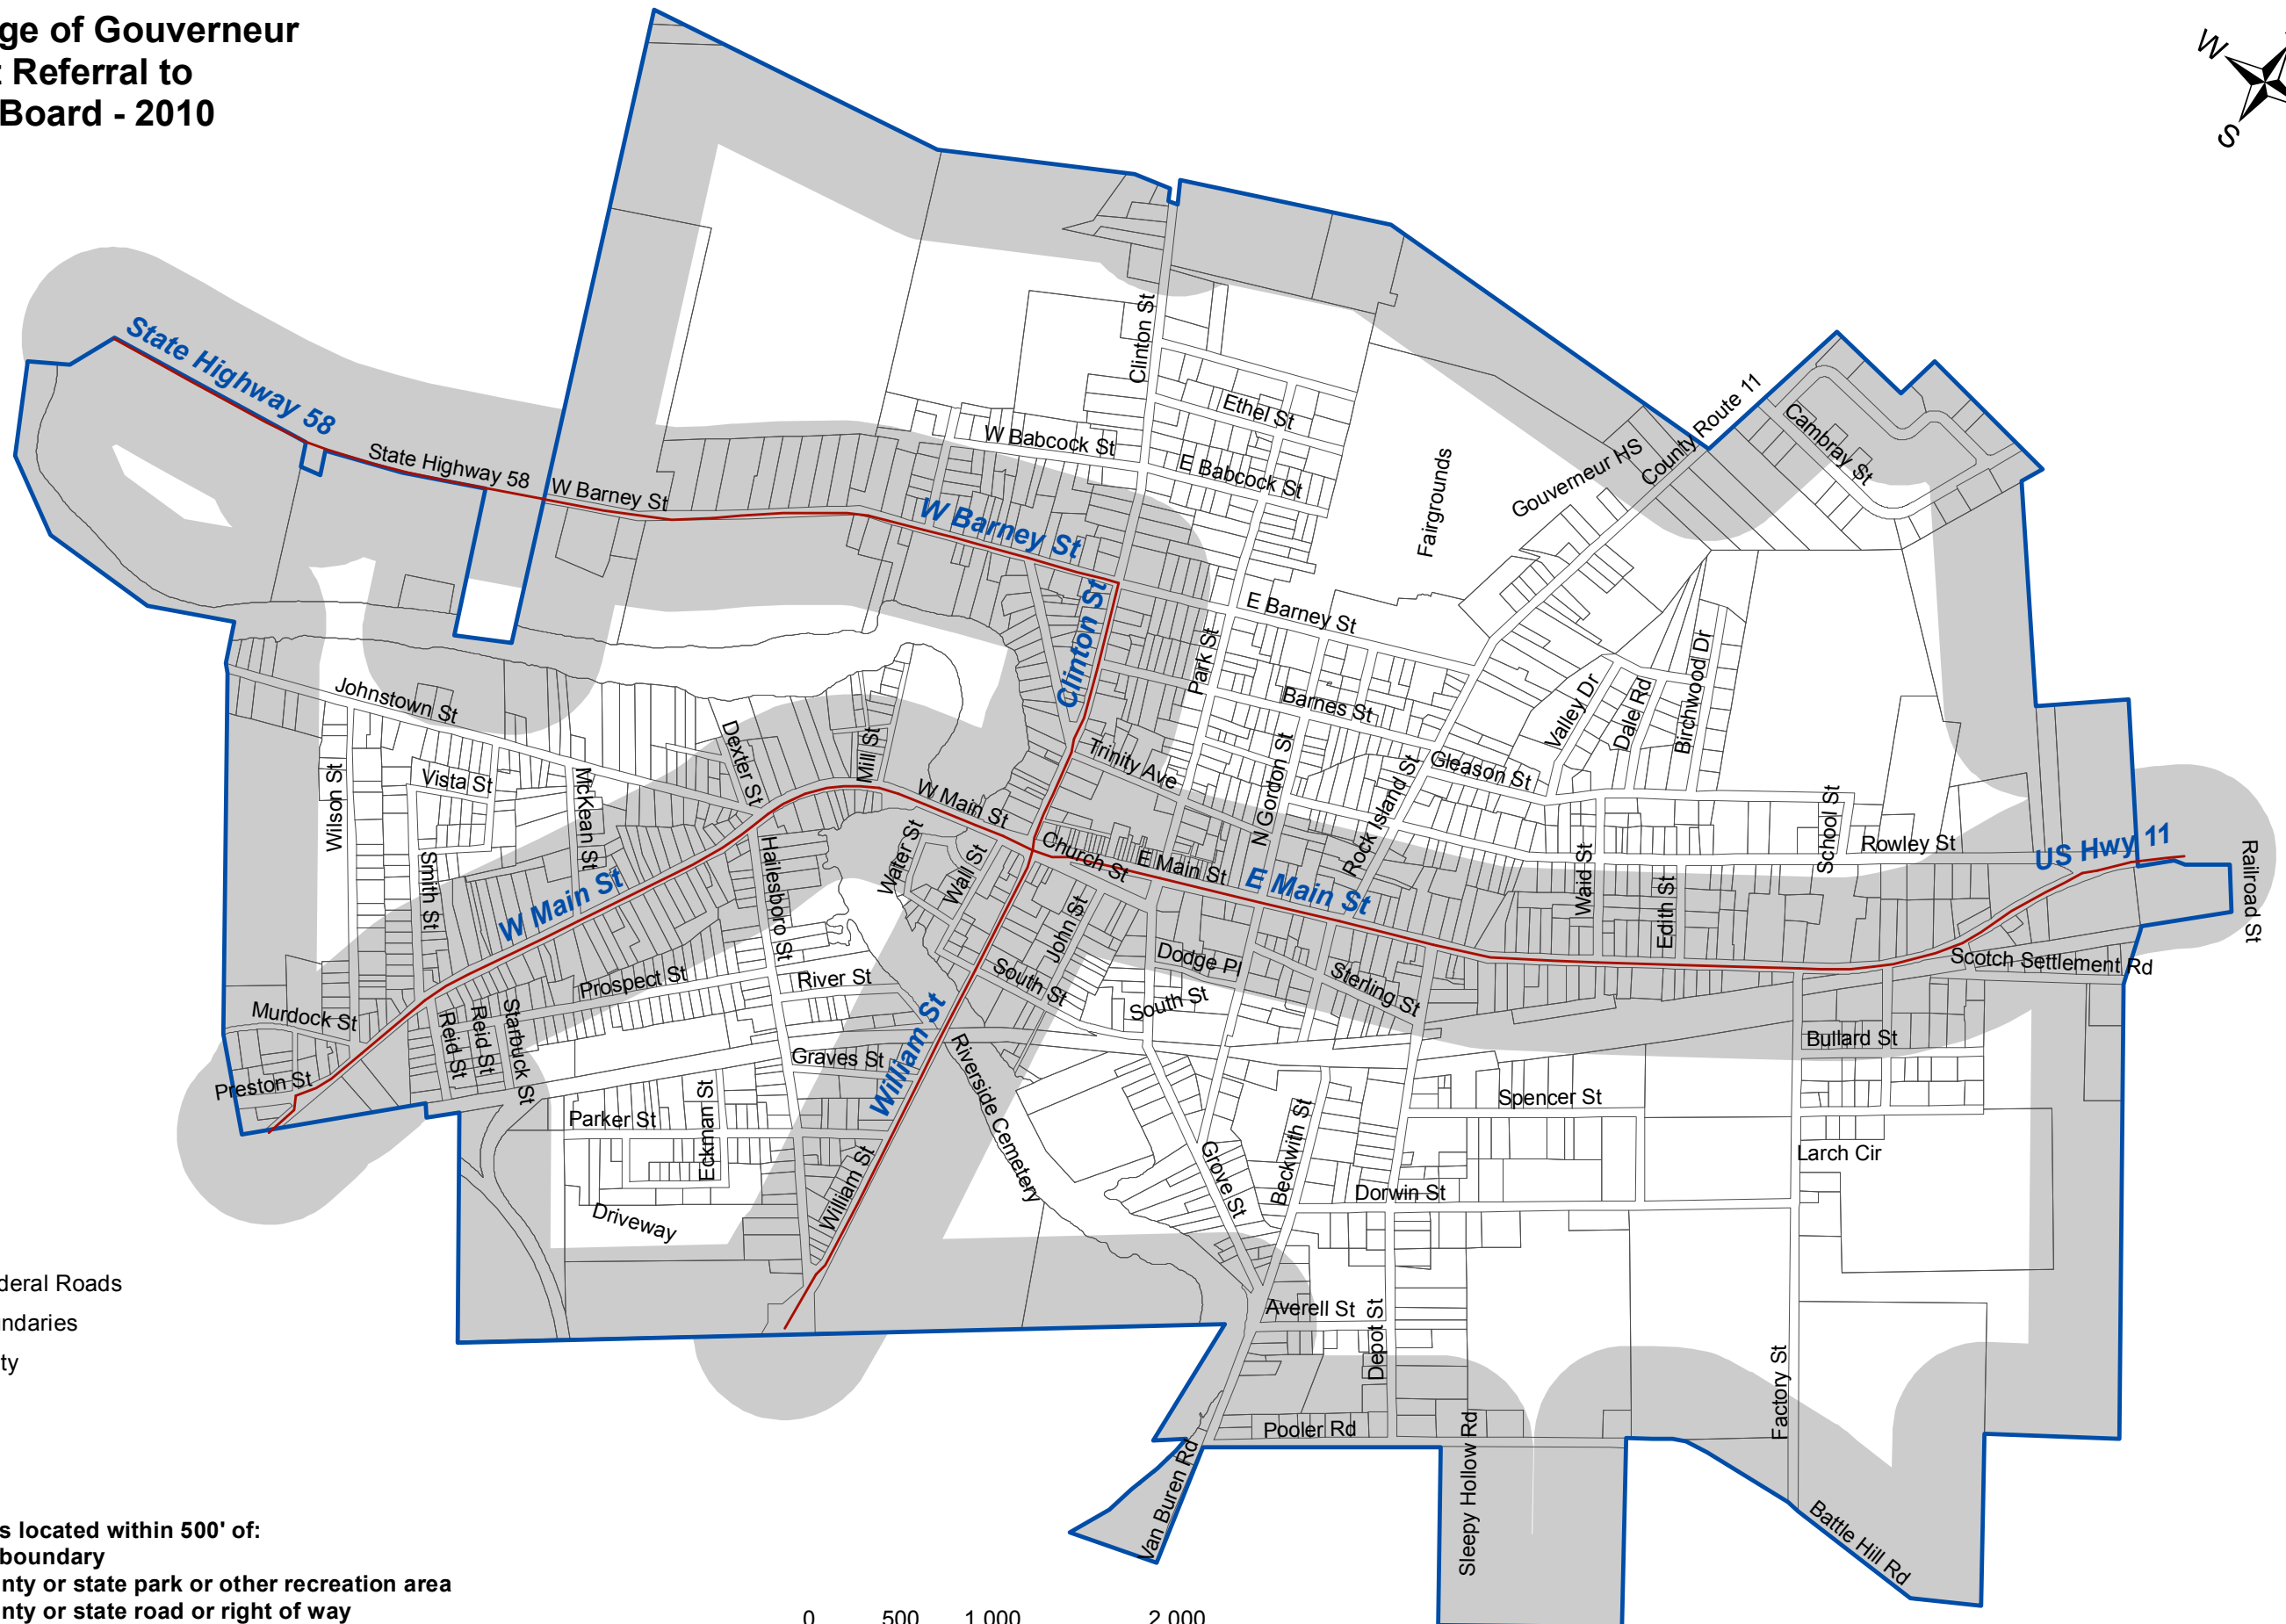 ge of Gouverneur
t Referral to
Board - 2010
W
S
State Highway 58
State Highway 58
W Barney St
W Barney St
Clinton St
Ethel St
W Babcock St
E Babcock St
Fairgrounds
Gouverneur HS
County Route 11
Cambray St
Clinton St
E Barney St
Park St
Barnes St
Valley Dr
Dale Rd
Birchwood Dr
Johnstown St
Dexter St
Mill St
Trinity Ave
N Gordon St
Gleason St
Rock Island St
Vista St
Wilson St
McKean St
W Main St
Church St
E Main St
E Main St
School St
Rowley St
US Hwy 11
Railroad St
Smith St
W Main St
Hailesboro St
Water St
Wall St
John St
Waid St
Edith St
Dodge Pl
Sterling St
Scotch Settlement Rd
Prospect St
River St
South St
South St
Murdock St
Reid St
Reid St
Starbuck St
William St
Graves St
Riverside Cemetery
Bullard St
Preston St
Parker St
Eckman St
Spencer St
Beckwith St
Grove St
Larch Cir
William St
Dorwin St
Driveway
deral Roads
Averell St
undaries
Depot St
ty
Factory St
Pooler Rd
Sleepy Hollow Rd
Van Buren Rd
Battle Hill Rd
s located within 500' of:
boundary
nty or state park or other recreation area
nty or state road or right of way
0 500 1,000 2,000